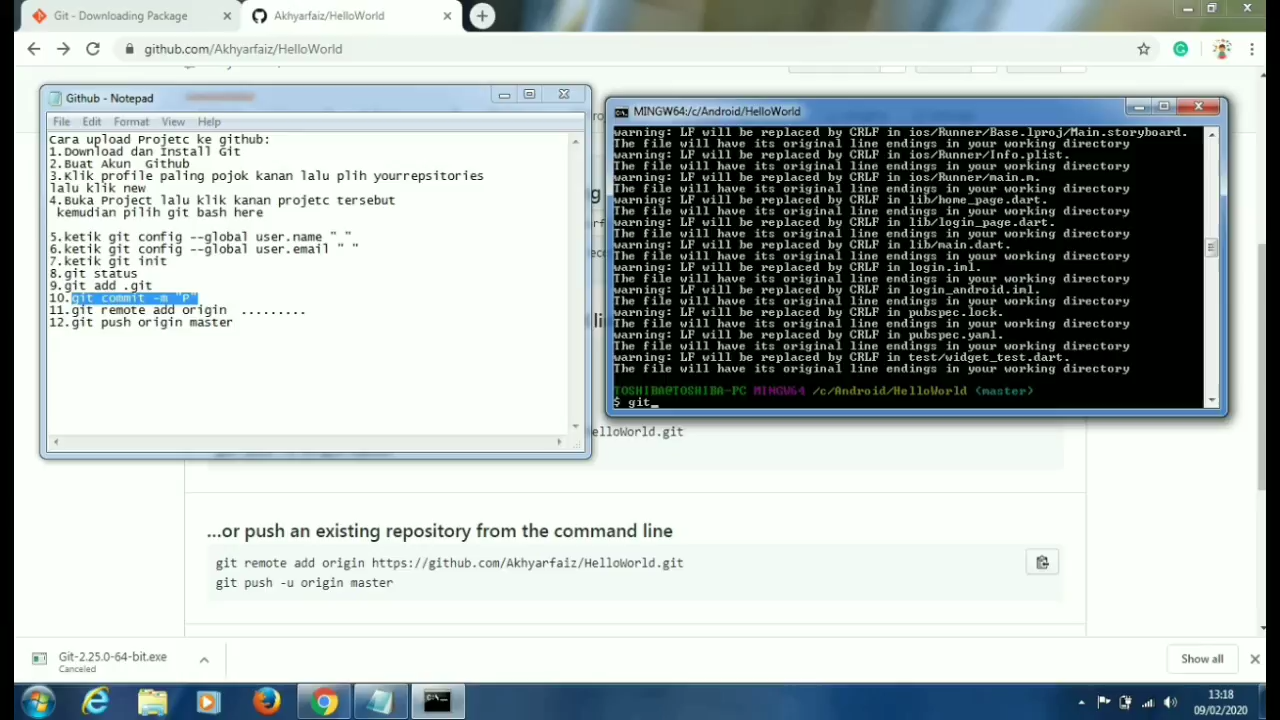 Git - Downloading Package
Akhyarfaiz/HelloWorld
github.com/Akhyarfaiz/HelloWorld
Github - Notepad
File Edit Format View Help
Cara upload Projetc ke github:
1.Download dan Install Git
2.Buat Akun Github
3.Klik profile paling pojok kanan lalu plih yourrepsitories
lalu klik new
4.Buka Project lalu klik kanan projetc tersebut
kemudian pilih git bash here
5.ketik git config --global user.name " "
6.ketik git config --global user.email " "
7.ketik git init
8.git status
9.git add .git
10.git commit -m "P"
11.git remote add origin .........
12.git push origin master
MINGW64:/c/Android/HelloWorld
warning: LF will be replaced by CRLF in ios/Runner/Base.lproj/Main.storyboard.
The file will have its original line endings in your working directory
warning: LF will be replaced by CRLF in ios/Runner/Info.plist.
The file will have its original line endings in your working directory
warning: LF will be replaced by CRLF in ios/Runner/main.m.
The file will have its original line endings in your working directory
warning: LF will be replaced by CRLF in lib/home_page.dart.
The file will have its original line endings in your working directory
warning: LF will be replaced by CRLF in lib/login_page.dart.
The file will have its original line endings in your working directory
warning: LF will be replaced by CRLF in lib/main.dart.
The file will have its original line endings in your working directory
warning: LF will be replaced by CRLF in login.iml.
The file will have its original line endings in your working directory
warning: LF will be replaced by CRLF in login_android.iml.
The file will have its original line endings in your working directory
warning: LF will be replaced by CRLF in pubspec.lock.
The file will have its original line endings in your working directory
warning: LF will be replaced by CRLF in pubspec.yaml.
The file will have its original line endings in your working directory
warning: LF will be replaced by CRLF in test/widget_test.dart.
The file will have its original line endings in your working directory
TOSHIBA@TOSHIBA-PC MINGW64 /c/Android/HelloWorld (master)
$ git_
elloWorld.git
...or push an existing repository from the command line
git remote add origin https://github.com/Akhyarfaiz/HelloWorld.git
git push -u origin master
Git-2.25.0-64-bit.exe
Canceled
Show all
13:18
09/02/2020